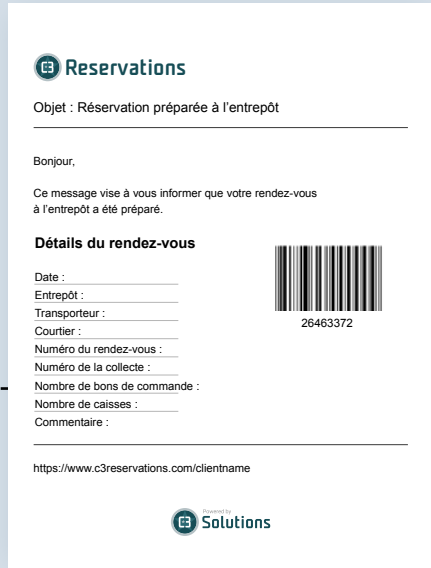 C3 Reservations
Objet : Réservation préparée à l’entrepôt
Bonjour,
Ce message vise à vous informer que votre rendez-vous
à l’entrepôt a été préparé.
Détails du rendez-vous
Date :
Entrepôt :
Transporteur :
Courtier :
Numéro du rendez-vous :
Numéro de la collecte :
Nombre de bons de commande :
Nombre de caisses :
Commentaire :
26463372
https://www.c3reservations.com/clientname
Powered by
C3 Solutions